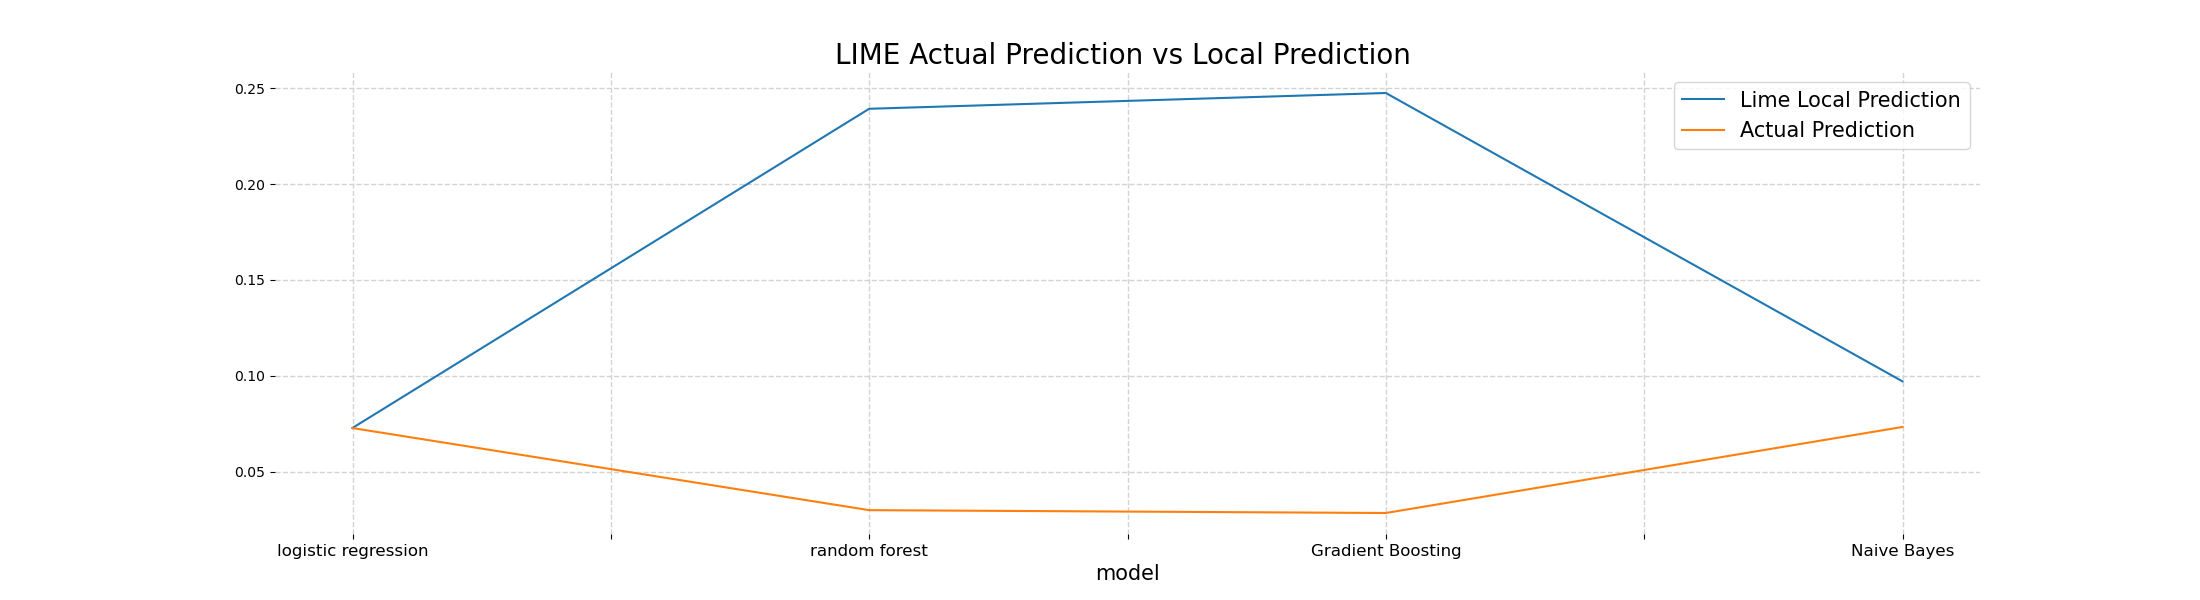 LIME Actual Prediction vs Local Prediction
0.25
0.20
0.15
0.10
0.05
Lime Local Prediction
Actual Prediction
logistic regression random forest Gradient Boosting Naive Bayes
model